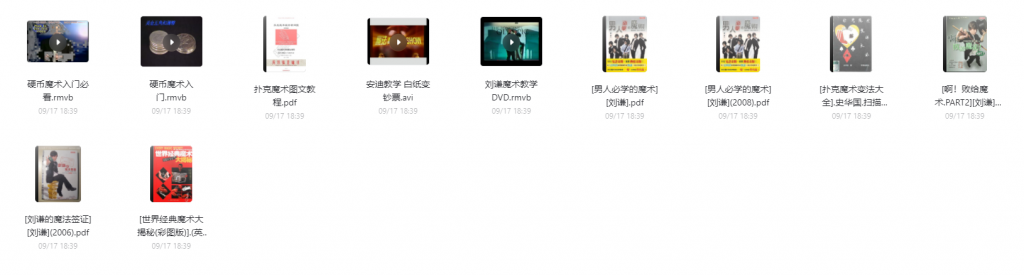 硬币魔术入门必
看.rmvb
09/17 18:39
硬币魔术入
门.rmvb
09/17 18:39
扑克魔术图文教
程.pdf
09/17 18:39
安迪教学 白纸变
钞票.avi
09/17 18:39
刘谦魔术教学
DVD.rmvb
09/17 18:39
[男人必学的魔术]
[刘谦].pdf
09/17 18:39
[男人必学的魔术]
[刘谦](2008).pdf
09/17 18:39
[扑克魔术变法大
全].史华国.扫描...
09/17 18:39
[啊！败给魔
术.PART2][刘谦]...
09/17 18:39
[刘谦的魔法签证]
[刘谦](2006).pdf
09/17 18:39
[世界经典魔术大
揭秘(彩图版)].(英..
09/17 18:39